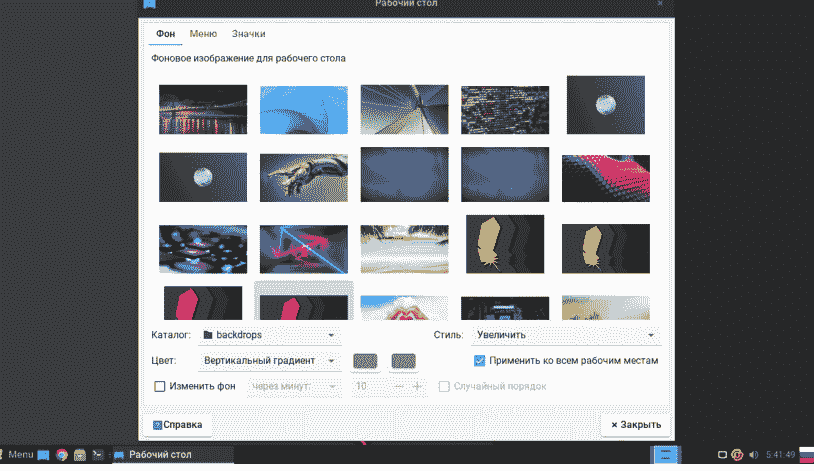 Рабочий стол
Фон Меню Значки
Фоновое изображение для рабочего стола
Каталог: backdrops Стиль: Увеличить
Цвет: Вертикальный градиент Применить ко всем рабочим местам
Изменить фон через минут: 10 Случайный порядок
Справка × Закрыть
Menu Рабочий стол 5:41:49